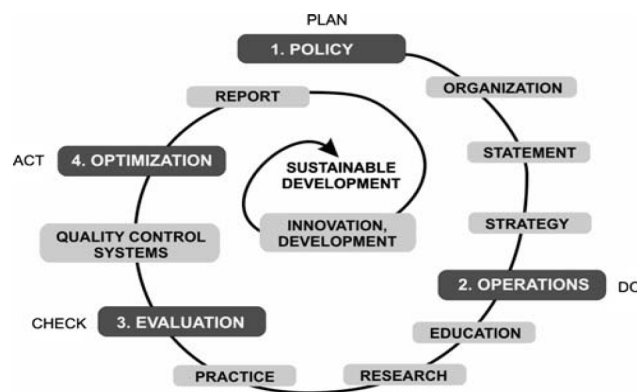 PLAN
1. POLICY
ORGANIZATION
STATEMENT
STRATEGY
2. OPERATIONS
DO
EDUCATION
RESEARCH
PRACTICE
CHECK
3. EVALUATION
QUALITY CONTROL
SYSTEMS
ACT
4. OPTIMIZATION
REPORT
INNOVATION,
DEVELOPMENT
SUSTAINABLE
DEVELOPMENT